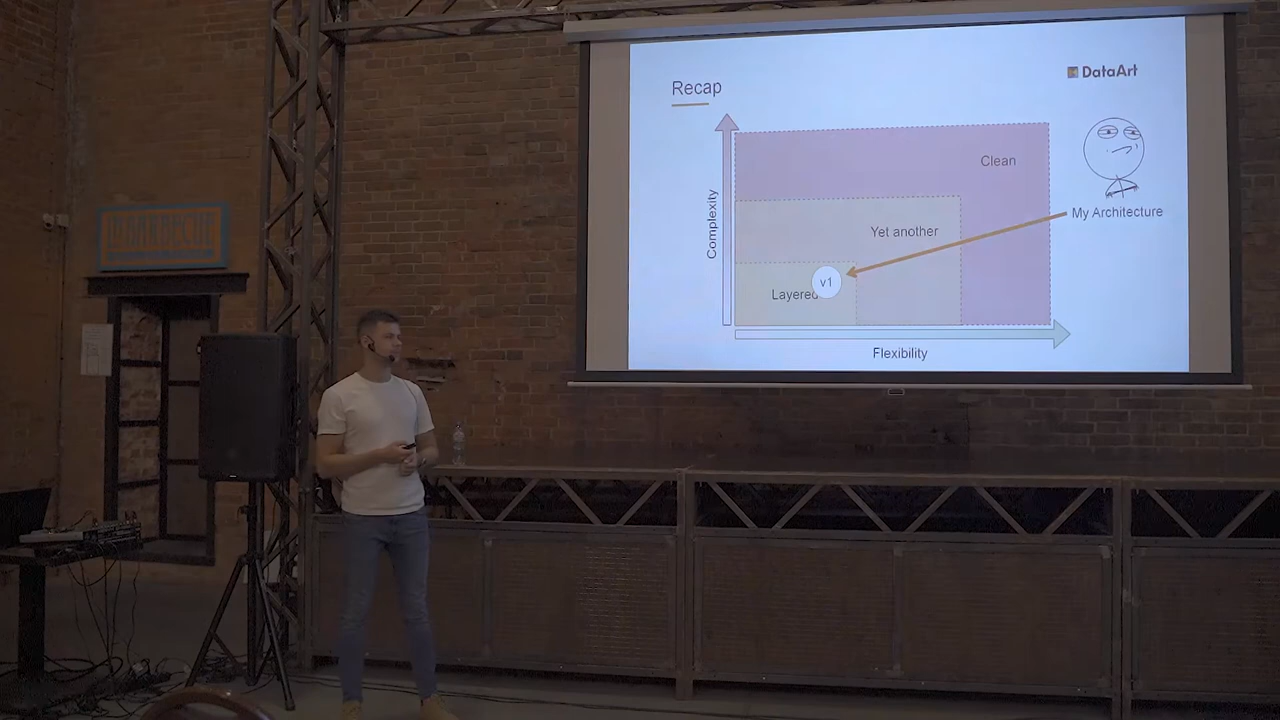 Recap
DataArt
Clean
Complexity
My Architecture
Yet another
v1
Layered
Flexibility